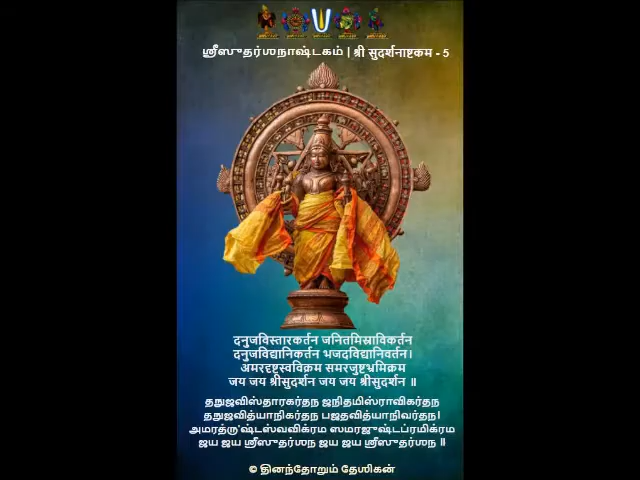 ஸ்ரீஸுதர்ஶநாஷ்டகம் | श्री सुदर्शनाष्टकम - 5
दनुजविस्तारकर्तन जनितमिस्राविकर्तन
दनुजविद्यानिकर्तन भजदविद्यानिवर्तन।
अमरदृष्टस्वविक्रम समरजुष्टभ्रमिक्रम
जय जय श्रीसुदर्शन जय जय श्रीसुदर्शन ॥
தநுஜவிஸ்தாரகர்தந ஜநிதமிஸ்ராவிகர்தந
தநுஜவித்யாநிகர்தந பஜதவித்யாநிவர்தந।
அமரத்ருʼஷ்டஸ்வவிக்ரம ஸமரஜுஷ்டப்ரமிக்ரம
ஜய ஜய ஸ்ரீஸுதர்ஶந ஜய ஜய ஸ்ரீஸுதர்ஶந ॥
© தினந்தோறும் தேஶிகன்